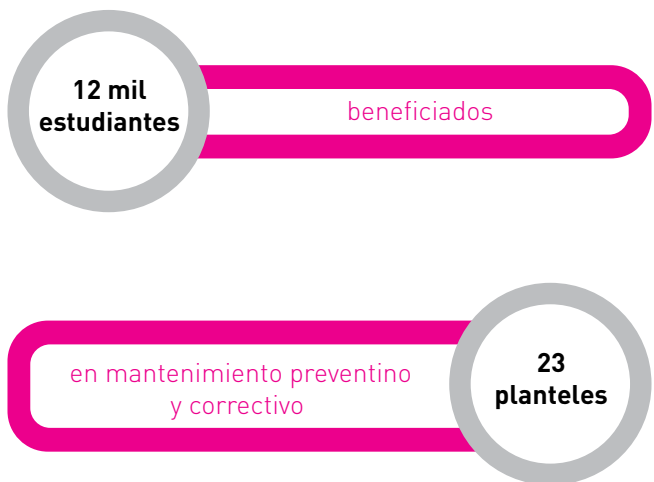 12 mil
estudiantes
beneficiados
en mantenimiento preventino
y correctivo
23
planteles